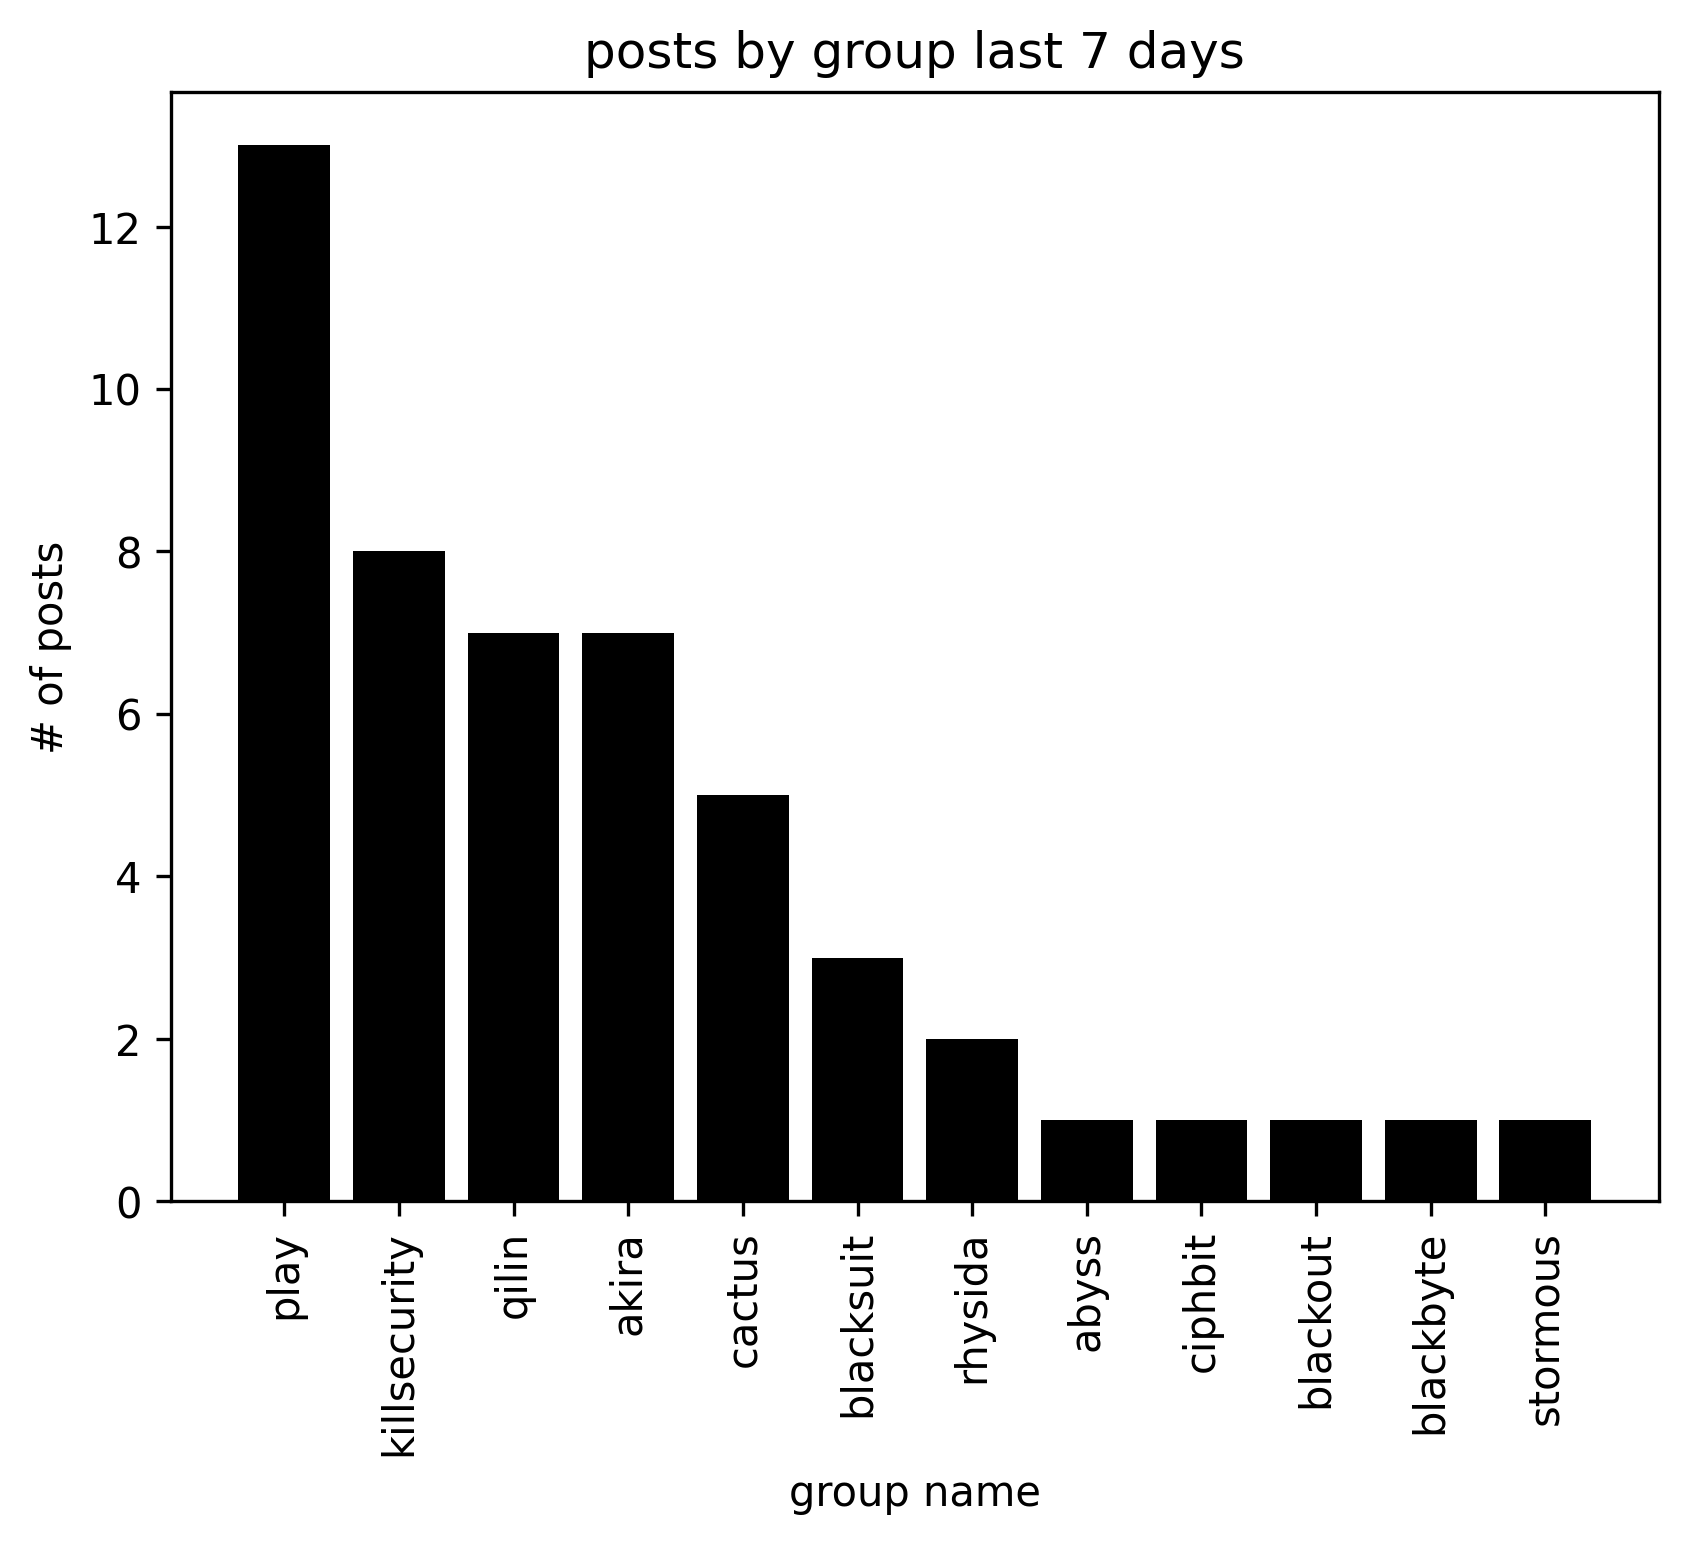 posts by group last 7 days
# of posts
12
10
8
6
4
2
0
play
killsecurity
qilin
akira
cactus
blacksuit
rhysida
abyss
ciphbit
blackout
blackbyte
stormous
group name